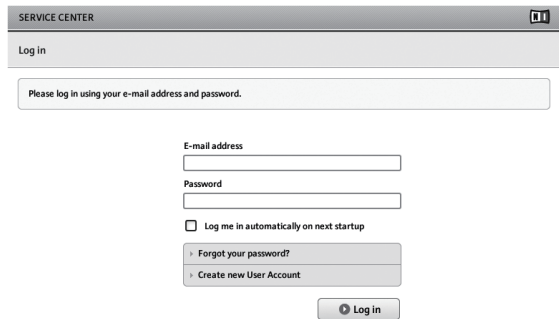 SERVICE CENTER
NI
Log in
Please log in using your e-mail address and password.
E-mail address
Password
Log me in automatically on next startup
Forgot your password?
Create new User Account
Log in